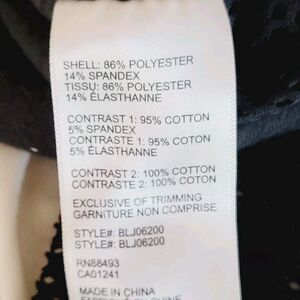 SHELL: 86% POLYESTER
14% SPANDEX
TISSU: 86% POLYESTER
14% ÉLASTHANNE
CONTRAST 1: 95% COTTON
5% SPANDEX
CONTRASTE 1: 95% COTON
5% ÉLASTHANNE
CONTRAST 2: 100% COTTON
CONTRASTE 2: 100% COTON
EXCLUSIVE OF TRIMMING
GARNITURE NON COMPRISE
STYLE#: BLJ06200
STYLE#: BLJ06200
RN88493
CA01241
MADE IN CHINA